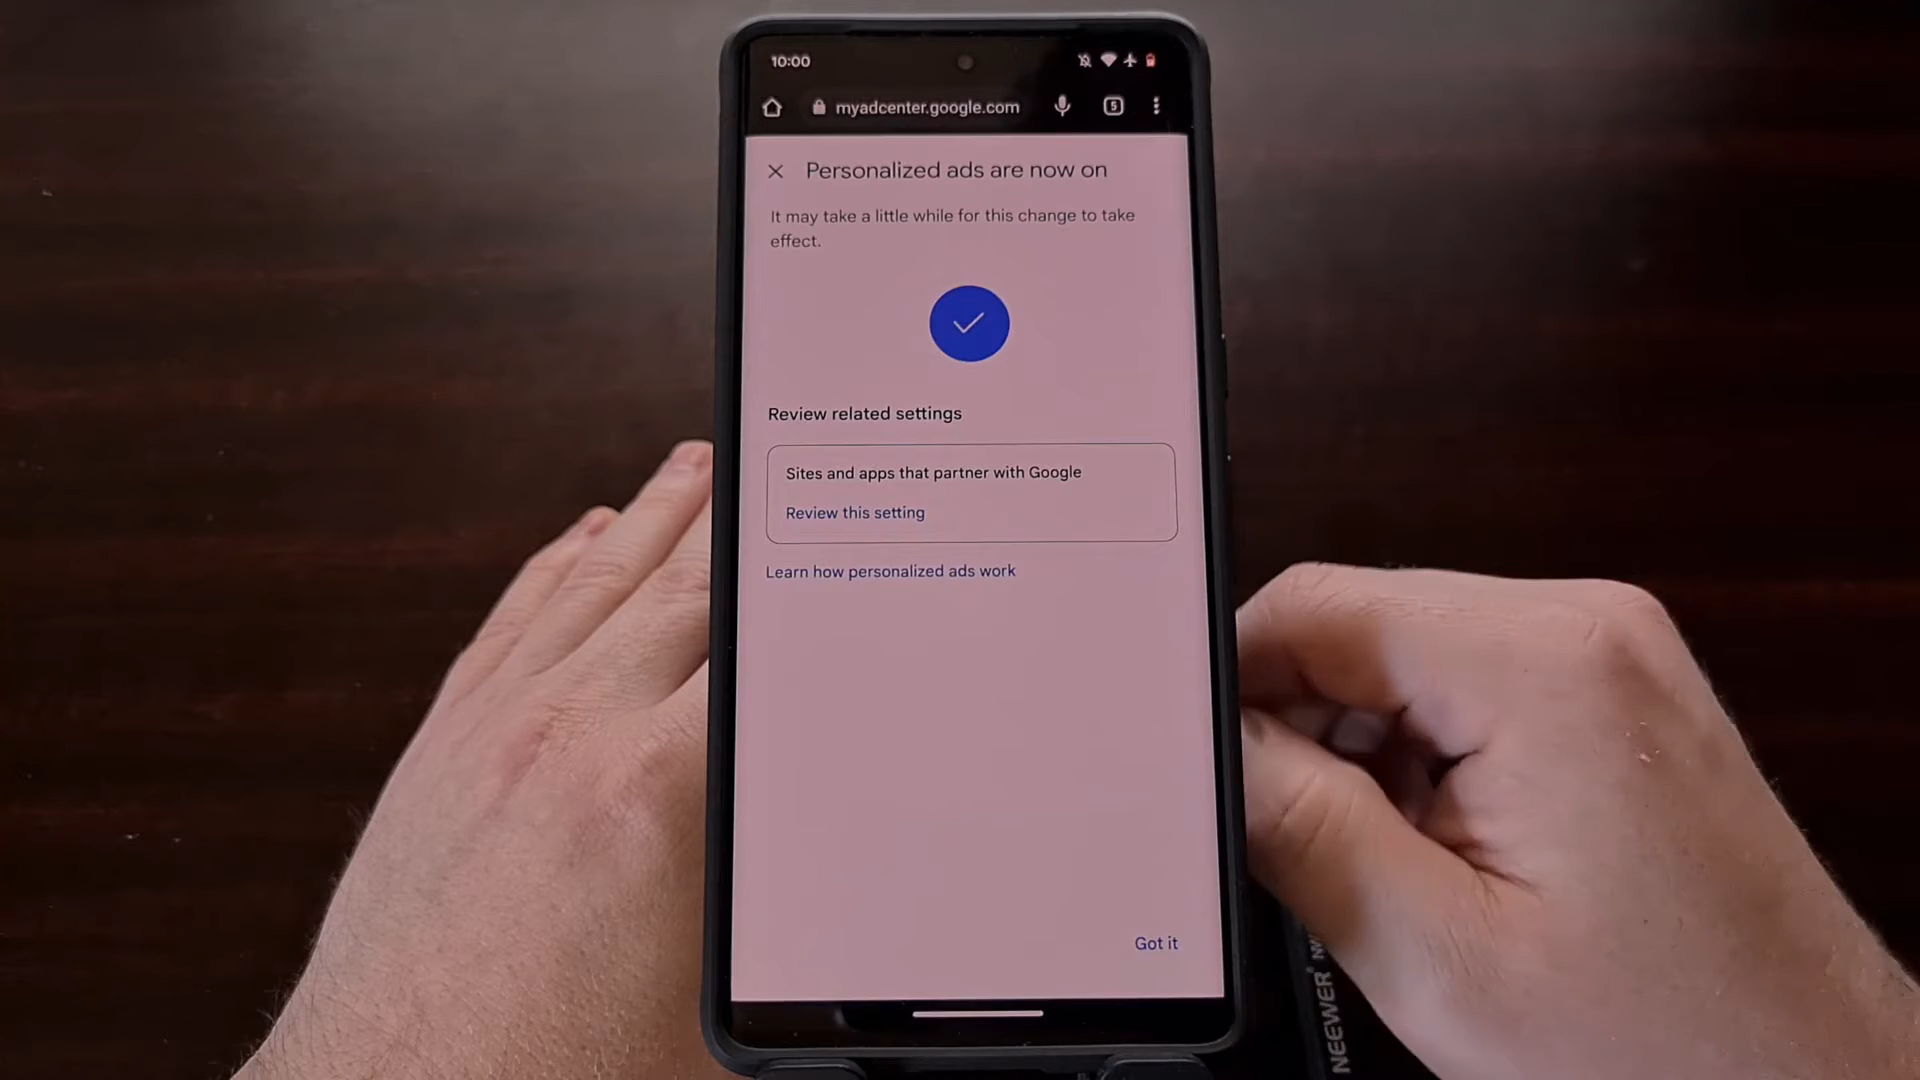 10:00
myadcenter.google.com
5
Personalized ads are now on
It may take a little while for this change to take
effect.
Review related settings
Sites and apps that partner with Google
Review this setting
Learn how personalized ads work
Got it
NEEWER®